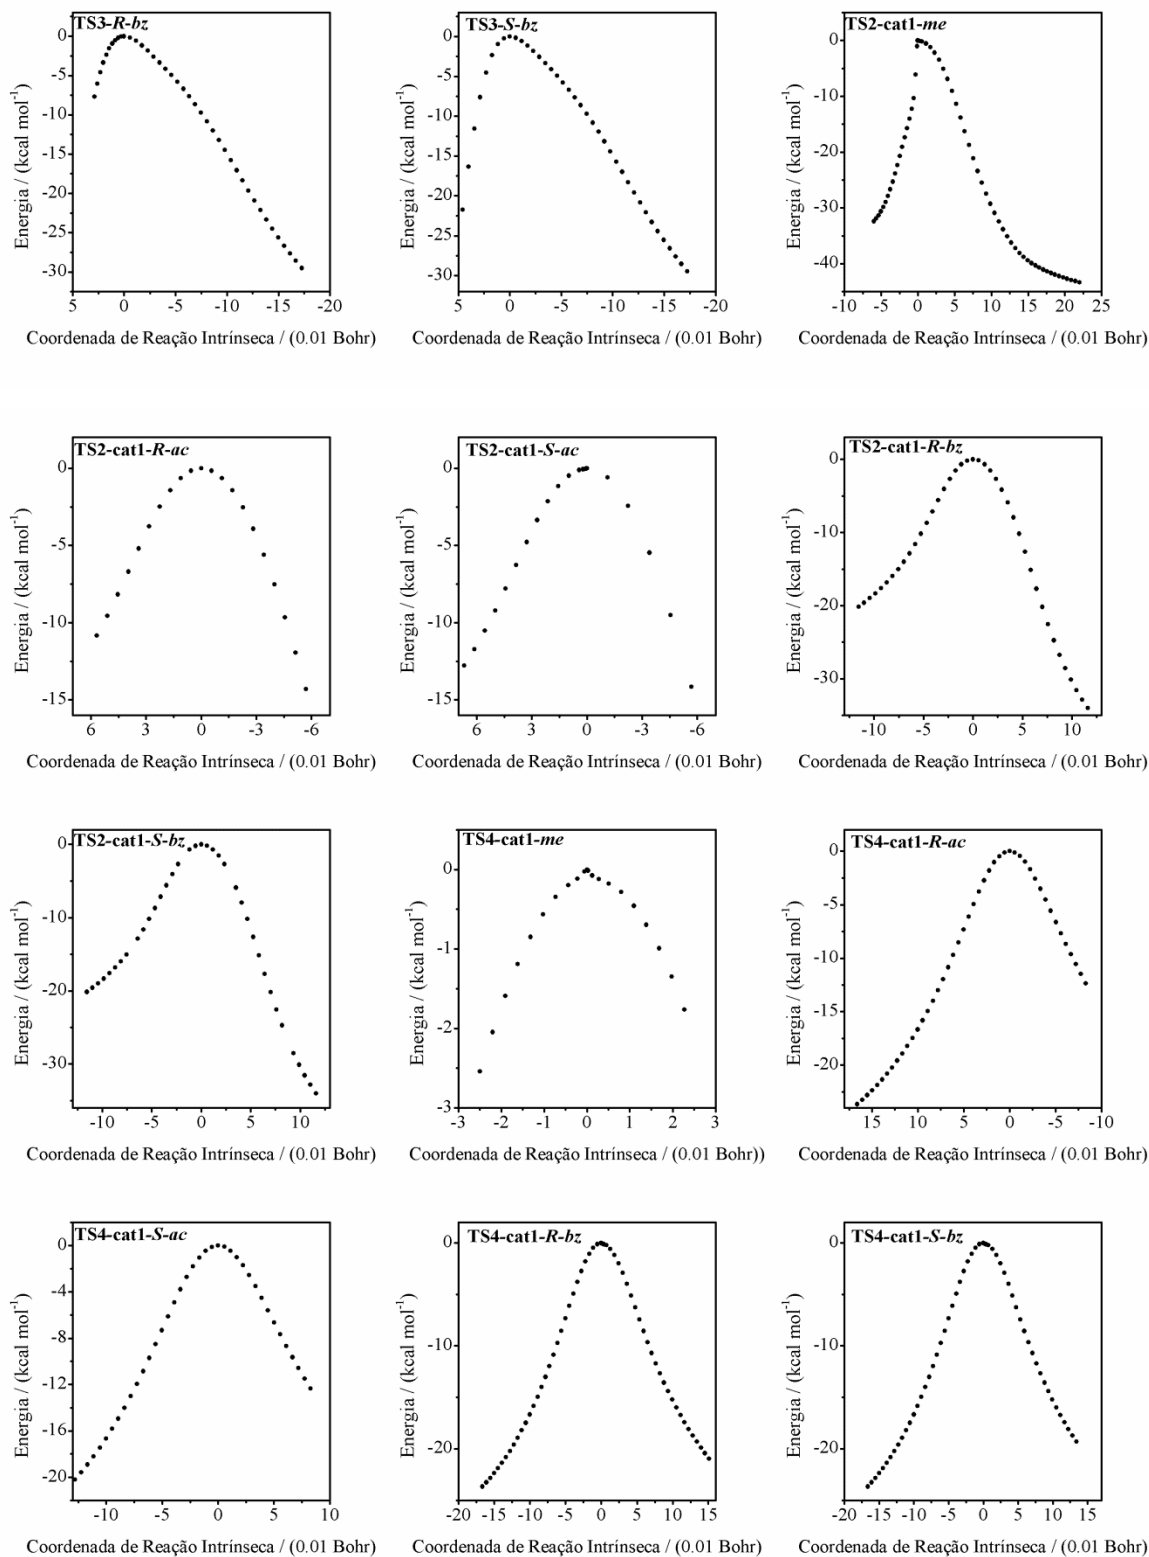 TS3-R-bz
TS3-S-bz
TS2-cat1-me
0
-5
-10
-15
-20
-25
-30
Energia / (kcal mol-1)
5 0 -5 -10 -15 -20
Coordenada de Reação Intrínseca / (0.01 Bohr)
0
-5
-10
-15
-20
-25
-30
Energia / (kcal mol-1)
5 0 -5 -10 -15 -20
Coordenada de Reação Intrínseca / (0.01 Bohr)
0
-10
-20
-30
-40
Energia / (kcal mol-1)
-10 -5 0 5 10 15 20 25
Coordenada de Reação Intrínseca / (0.01 Bohr)
TS2-cat1-R-ac
TS2-cat1-S-ac
TS2-cat1-R-bz
0
-5
-10
-15
Energia / (kcal mol-1)
6 3 0 -3 -6
Coordenada de Reação Intrínseca / (0.01 Bohr)
0
-5
-10
-15
Energia / (kcal mol-1)
6 3 0 -3 -6
Coordenada de Reação Intrínseca / (0.01 Bohr)
0
-10
-20
-30
Energia / (kcal mol-1)
-10 -5 0 5 10
Coordenada de Reação Intrínseca / (0.01 Bohr)
TS2-cat1-S-bz
TS4-cat1-me
TS4-cat1-R-ac
0
-10
-20
-30
Energia / (kcal mol-1)
-10 -5 0 5 10
Coordenada de Reação Intrínseca / (0.01 Bohr)
0
-1
-2
-3
Energia / (kcal mol-1)
-3 -2 -1 0 1 2 3
Coordenada de Reação Intrínseca / (0.01 Bohr))
0
-5
-10
-15
-20
Energia / (kcal mol-1)
15 10 5 0 -5 -10
Coordenada de Reação Intrínseca / (0.01 Bohr)
TS4-cat1-S-ac
TS4-cat1-R-bz
TS4-cat1-S-bz
0
-4
-8
-12
-16
-20
Energia / (kcal mol-1)
-10 -5 0 5 10
Coordenada de Reação Intrínseca / (0.01 Bohr)
0
-10
-20
Energia / (kcal mol-1)
-20 -15 -10 -5 0 5 10 15
Coordenada de Reação Intrínseca / (0.01 Bohr)
0
-10
-20
Energia / (kcal mol-1)
-20 -15 -10 -5 0 5 10 15
Coordenada de Reação Intrínseca / (0.01 Bohr)